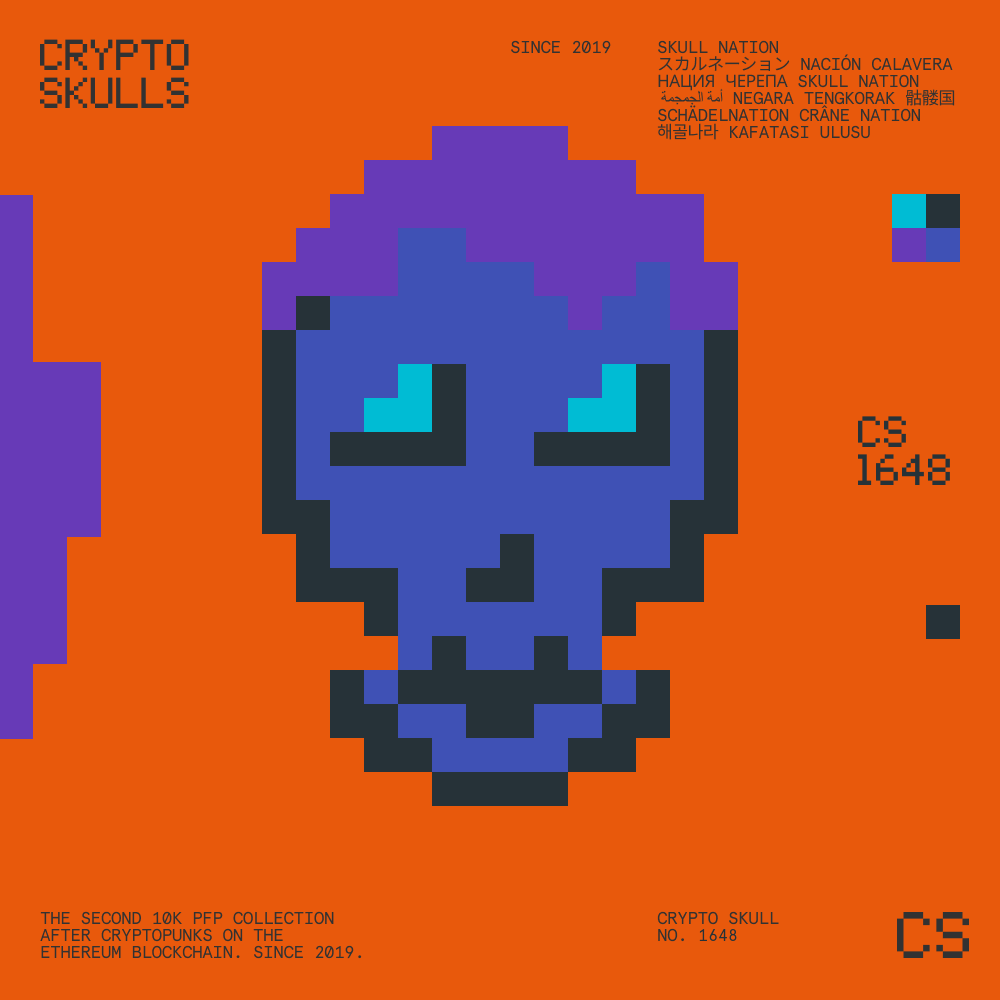 CRYPTO
SKULLS
SINCE 2019
SKULL NATION
スカルネーション NACIÓN CALAVERA
НАЦИЯ ЧЕРЕПА SKULL NATION
أمة الجمجمة NEGARA TENGKORAK 骷髅国
SCHÄDELNATION CRÂNE NATION
해골나라 KAFATASI ULUSU
CS
1648
THE SECOND 10K PFP COLLECTION
AFTER CRYPTOPUNKS ON THE
ETHEREUM BLOCKCHAIN. SINCE 2019.
CRYPTO SKULL
NO. 1648
CS